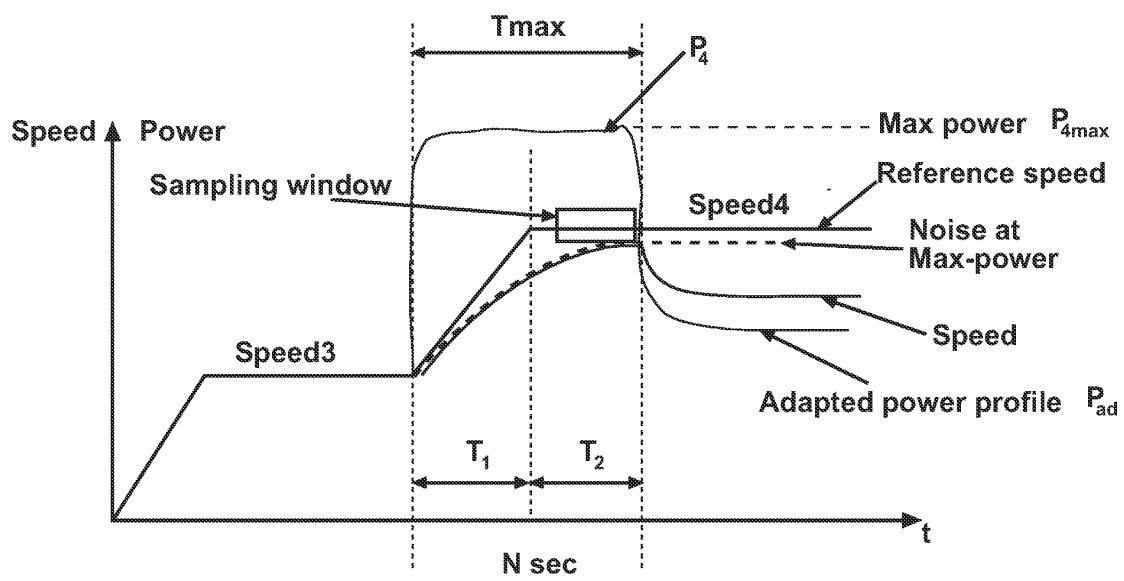 Tmax
P4
Speed Power
Max power P4max
Sampling window
Reference speed
Speed4
Noise at
Max-power
Speed3
Speed
Adapted power profile Pad
T1
T2
t
N sec